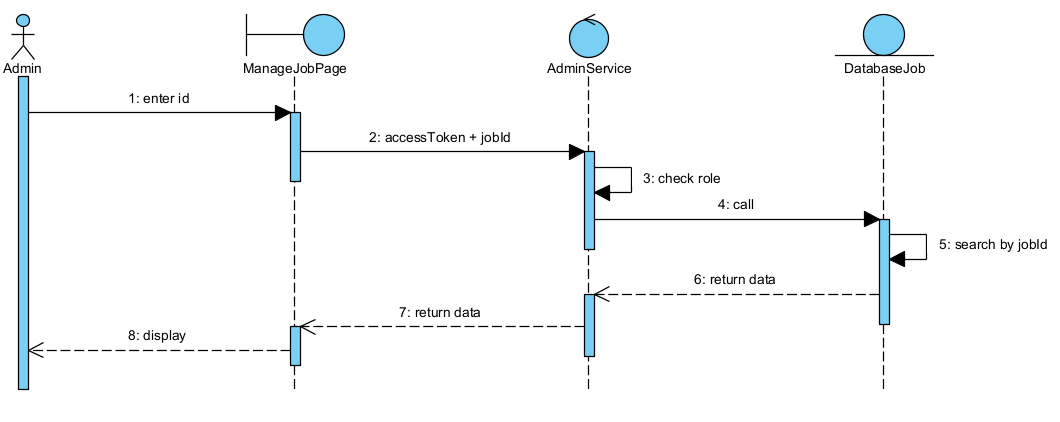 Admin
ManageJobPage
AdminService
DatabaseJob
1: enter id
2: accessToken + jobId
3: check role
4: call
5: search by jobId
6: return data
7: return data
8: display